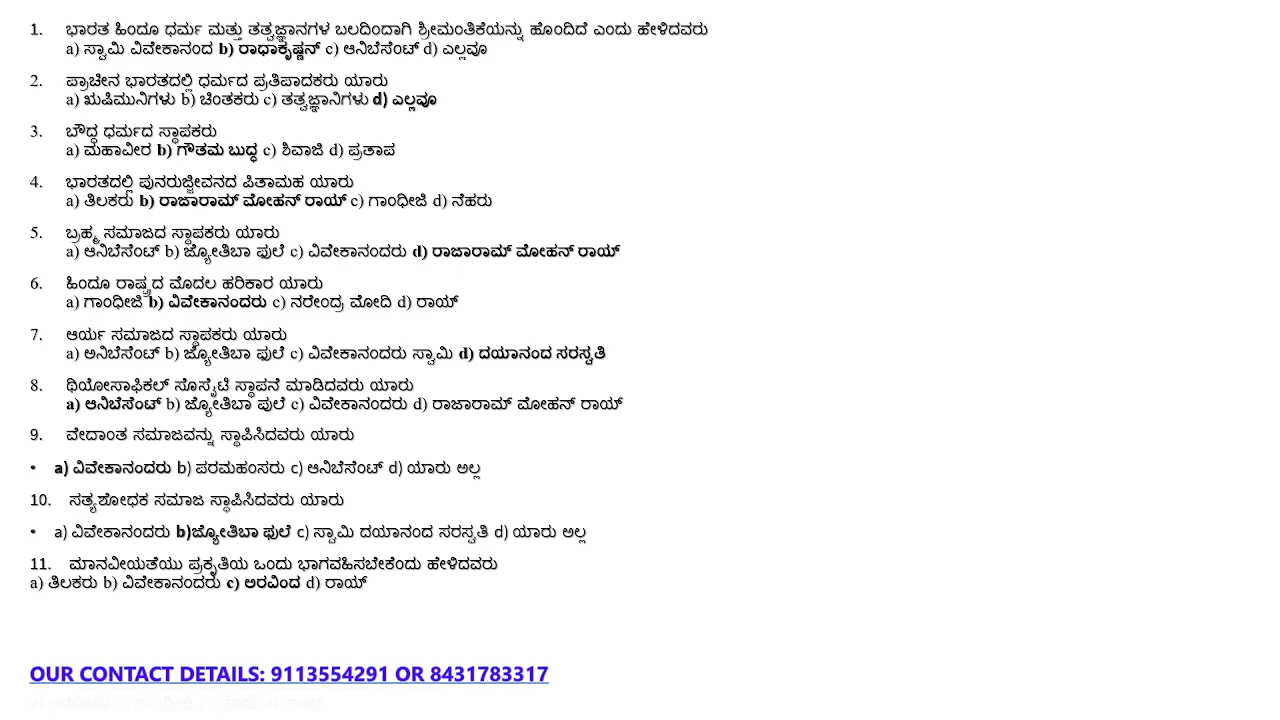 1. ಭಾರತ ಹಿಂದೂ ಧರ್ಮ ಮತ್ತು ತತ್ವಜ್ಞಾನಗಳ ಬಲದಿಂದಾಗಿ ಶ್ರೀಮಂತಿಕೆಯನ್ನು ಹೊಂದಿದೆ ಎಂದು ಹೇಳಿದವರು
a) ಸ್ವಾಮಿ ವಿವೇಕಾನಂದ b) ರಾಧಾಕೃಷ್ಣನ್ c) ಆನಿಬೆಸೆಂಟ್ d) ಎಲ್ಲವೂ
2. ಪ್ರಾಚೀನ ಭಾರತದಲ್ಲಿ ಧರ್ಮದ ಪ್ರತಿಪಾದಕರು ಯಾರು
a) ಋಷಿಮುನಿಗಳು b) ಚಿಂತಕರು c) ತತ್ವಜ್ಞಾನಿಗಳು d) ಎಲ್ಲವೂ
3. ಬೌದ್ಧ ಧರ್ಮದ ಸ್ಥಾಪಕರು
a) ಮಹಾವೀರ b) ಗೌತಮ ಬುದ್ಧ c) ಶಿವಾಜಿ d) ಪ್ರತಾಪ
4. ಭಾರತದಲ್ಲಿ ಪುನರುಜ್ಜೀವನದ ಪಿತಾಮಹ ಯಾರು
a) ತಿಲಕರು b) ರಾಜಾರಾಮ್ ಮೋಹನ್ ರಾಯ್ c) ಗಾಂಧೀಜಿ d) ನೆಹರು
5. ಬ್ರಹ್ಮ ಸಮಾಜದ ಸ್ಥಾಪಕರು ಯಾರು
a) ಆನಿಬೆಸೆಂಟ್ b) ಜ್ಯೋತಿಬಾ ಫುಲೆ c) ವಿವೇಕಾನಂದರು d) ರಾಜಾರಾಮ್ ಮೋಹನ್ ರಾಯ್
6. ಹಿಂದೂ ರಾಷ್ಟ್ರದ ಮೊದಲ ಹರಿಕಾರ ಯಾರು
a) ಗಾಂಧೀಜಿ b) ವಿವೇಕಾನಂದರು c) ನರೇಂದ್ರ ಮೋದಿ d) ರಾಯ್
7. ಆರ್ಯ ಸಮಾಜದ ಸ್ಥಾಪಕರು ಯಾರು
a) ಅನಿಬೆಸೆಂಟ್ b) ಜ್ಯೋತಿಬಾ ಫುಲೆ c) ವಿವೇಕಾನಂದರು ಸ್ವಾಮಿ d) ದಯಾನಂದ ಸರಸ್ವತಿ
8. ಥಿಯೋಸಾಫಿಕಲ್ ಸೊಸೈಟಿ ಸ್ಥಾಪನೆ ಮಾಡಿದವರು ಯಾರು
a) ಆನಿಬೆಸೆಂಟ್ b) ಜ್ಯೋತಿಬಾ ಫುಲೆ c) ವಿವೇಕಾನಂದರು d) ರಾಜಾರಾಮ್ ಮೋಹನ್ ರಾಯ್
9. ವೇದಾಂತ ಸಮಾಜವನ್ನು ಸ್ಥಾಪಿಸಿದವರು ಯಾರು
• a) ವಿವೇಕಾನಂದರು b) ಪರಮಹಂಸರು c) ಆನಿಬೆಸೆಂಟ್ d) ಯಾರು ಅಲ್ಲ
10. ಸತ್ಯಶೋಧಕ ಸಮಾಜ ಸ್ಥಾಪಿಸಿದವರು ಯಾರು
• a) ವಿವೇಕಾನಂದರು b)ಜ್ಯೋತಿಬಾ ಫುಲೆ c) ಸ್ವಾಮಿ ದಯಾನಂದ ಸರಸ್ವತಿ d) ಯಾರು ಅಲ್ಲ
11. ಮಾನವೀಯತೆಯು ಪ್ರಕೃತಿಯ ಒಂದು ಭಾಗವಹಿಸಬೇಕೆಂದು ಹೇಳಿದವರು
a) ತಿಲಕರು b) ವಿವೇಕಾನಂದರು c) ಅರವಿಂದ d) ರಾಯ್
OUR CONTACT DETAILS: 9113554291 OR 8431783317